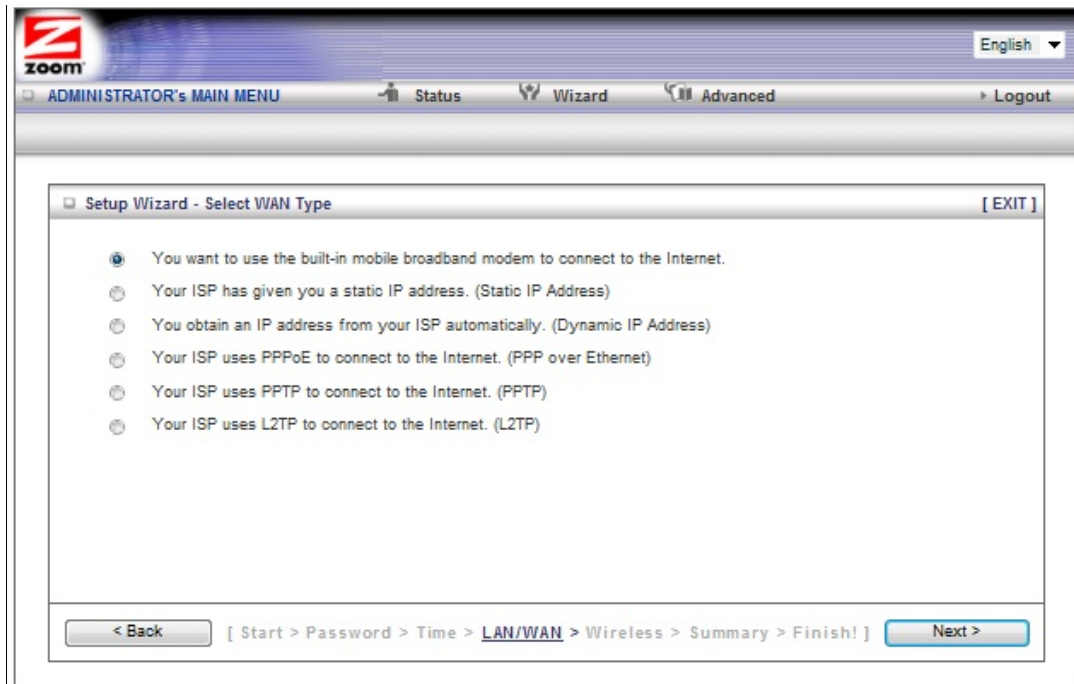 zoom
English
ADMINISTRATOR's MAIN MENU Status Wizard Advanced Logout
Setup Wizard - Select WAN Type [ EXIT ]
You want to use the built-in mobile broadband modem to connect to the Internet.
Your ISP has given you a static IP address. (Static IP Address)
You obtain an IP address from your ISP automatically. (Dynamic IP Address)
Your ISP uses PPPoE to connect to the Internet. (PPP over Ethernet)
Your ISP uses PPTP to connect to the Internet. (PPTP)
Your ISP uses L2TP to connect to the Internet. (L2TP)
< Back [ Start > Password > Time > LAN/WAN > Wireless > Summary > Finish! ] Next >